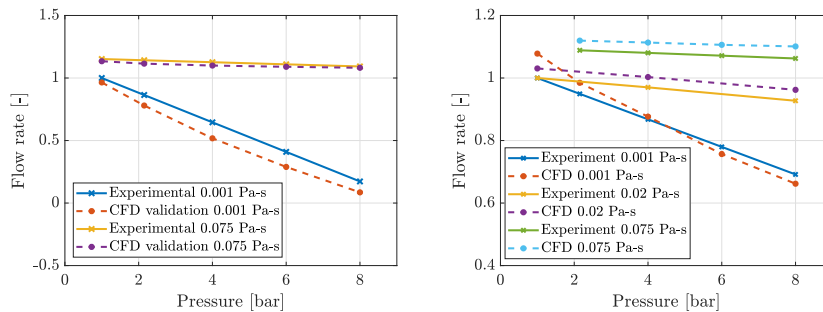 1.5
1
0.5
0
-0.5
Flow rate [-]
Experimental 0.001 Pa-s
CFD validation 0.001 Pa-s
Experimental 0.075 Pa-s
CFD validation 0.075 Pa-s
0 2 4 6 8
Pressure [bar]
1.2
1
0.8
0.6
0.4
Flow rate [-]
Experiment 0.001 Pa-s
CFD 0.001 Pa-s
Experiment 0.02 Pa-s
CFD 0.02 Pa-s
Experiment 0.075 Pa-s
CFD 0.075 Pa-s
0 2 4 6 8
Pressure [bar]